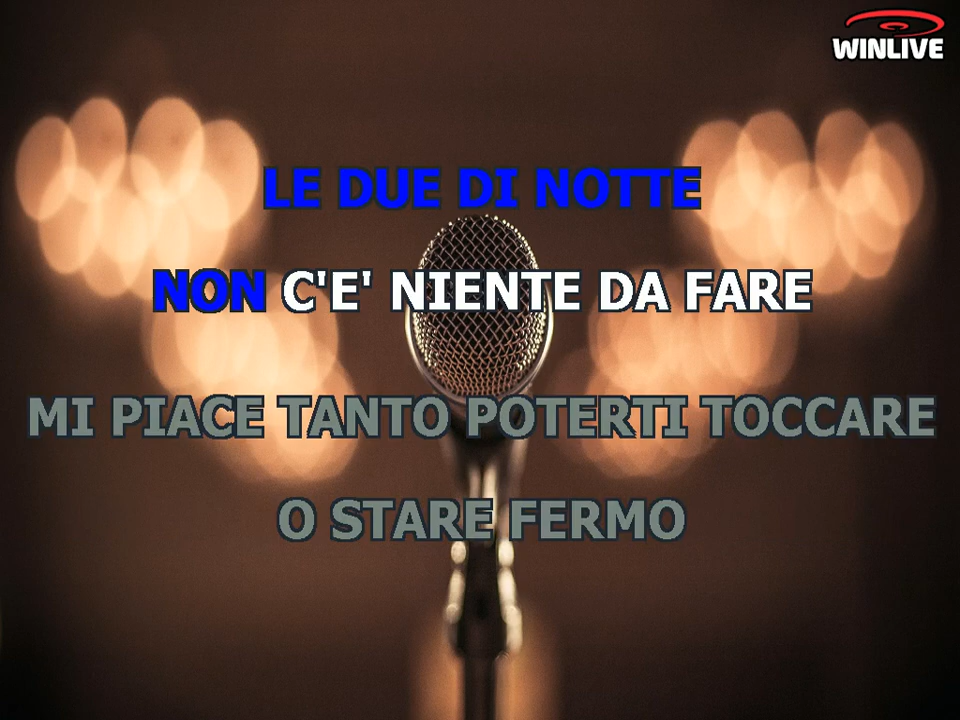 WINLIVE
LE DUE DI NOTTE
NON C'E' NIENTE DA FARE
MI PIACE TANTO POTERTI TOCCARE
O STARE FERMO